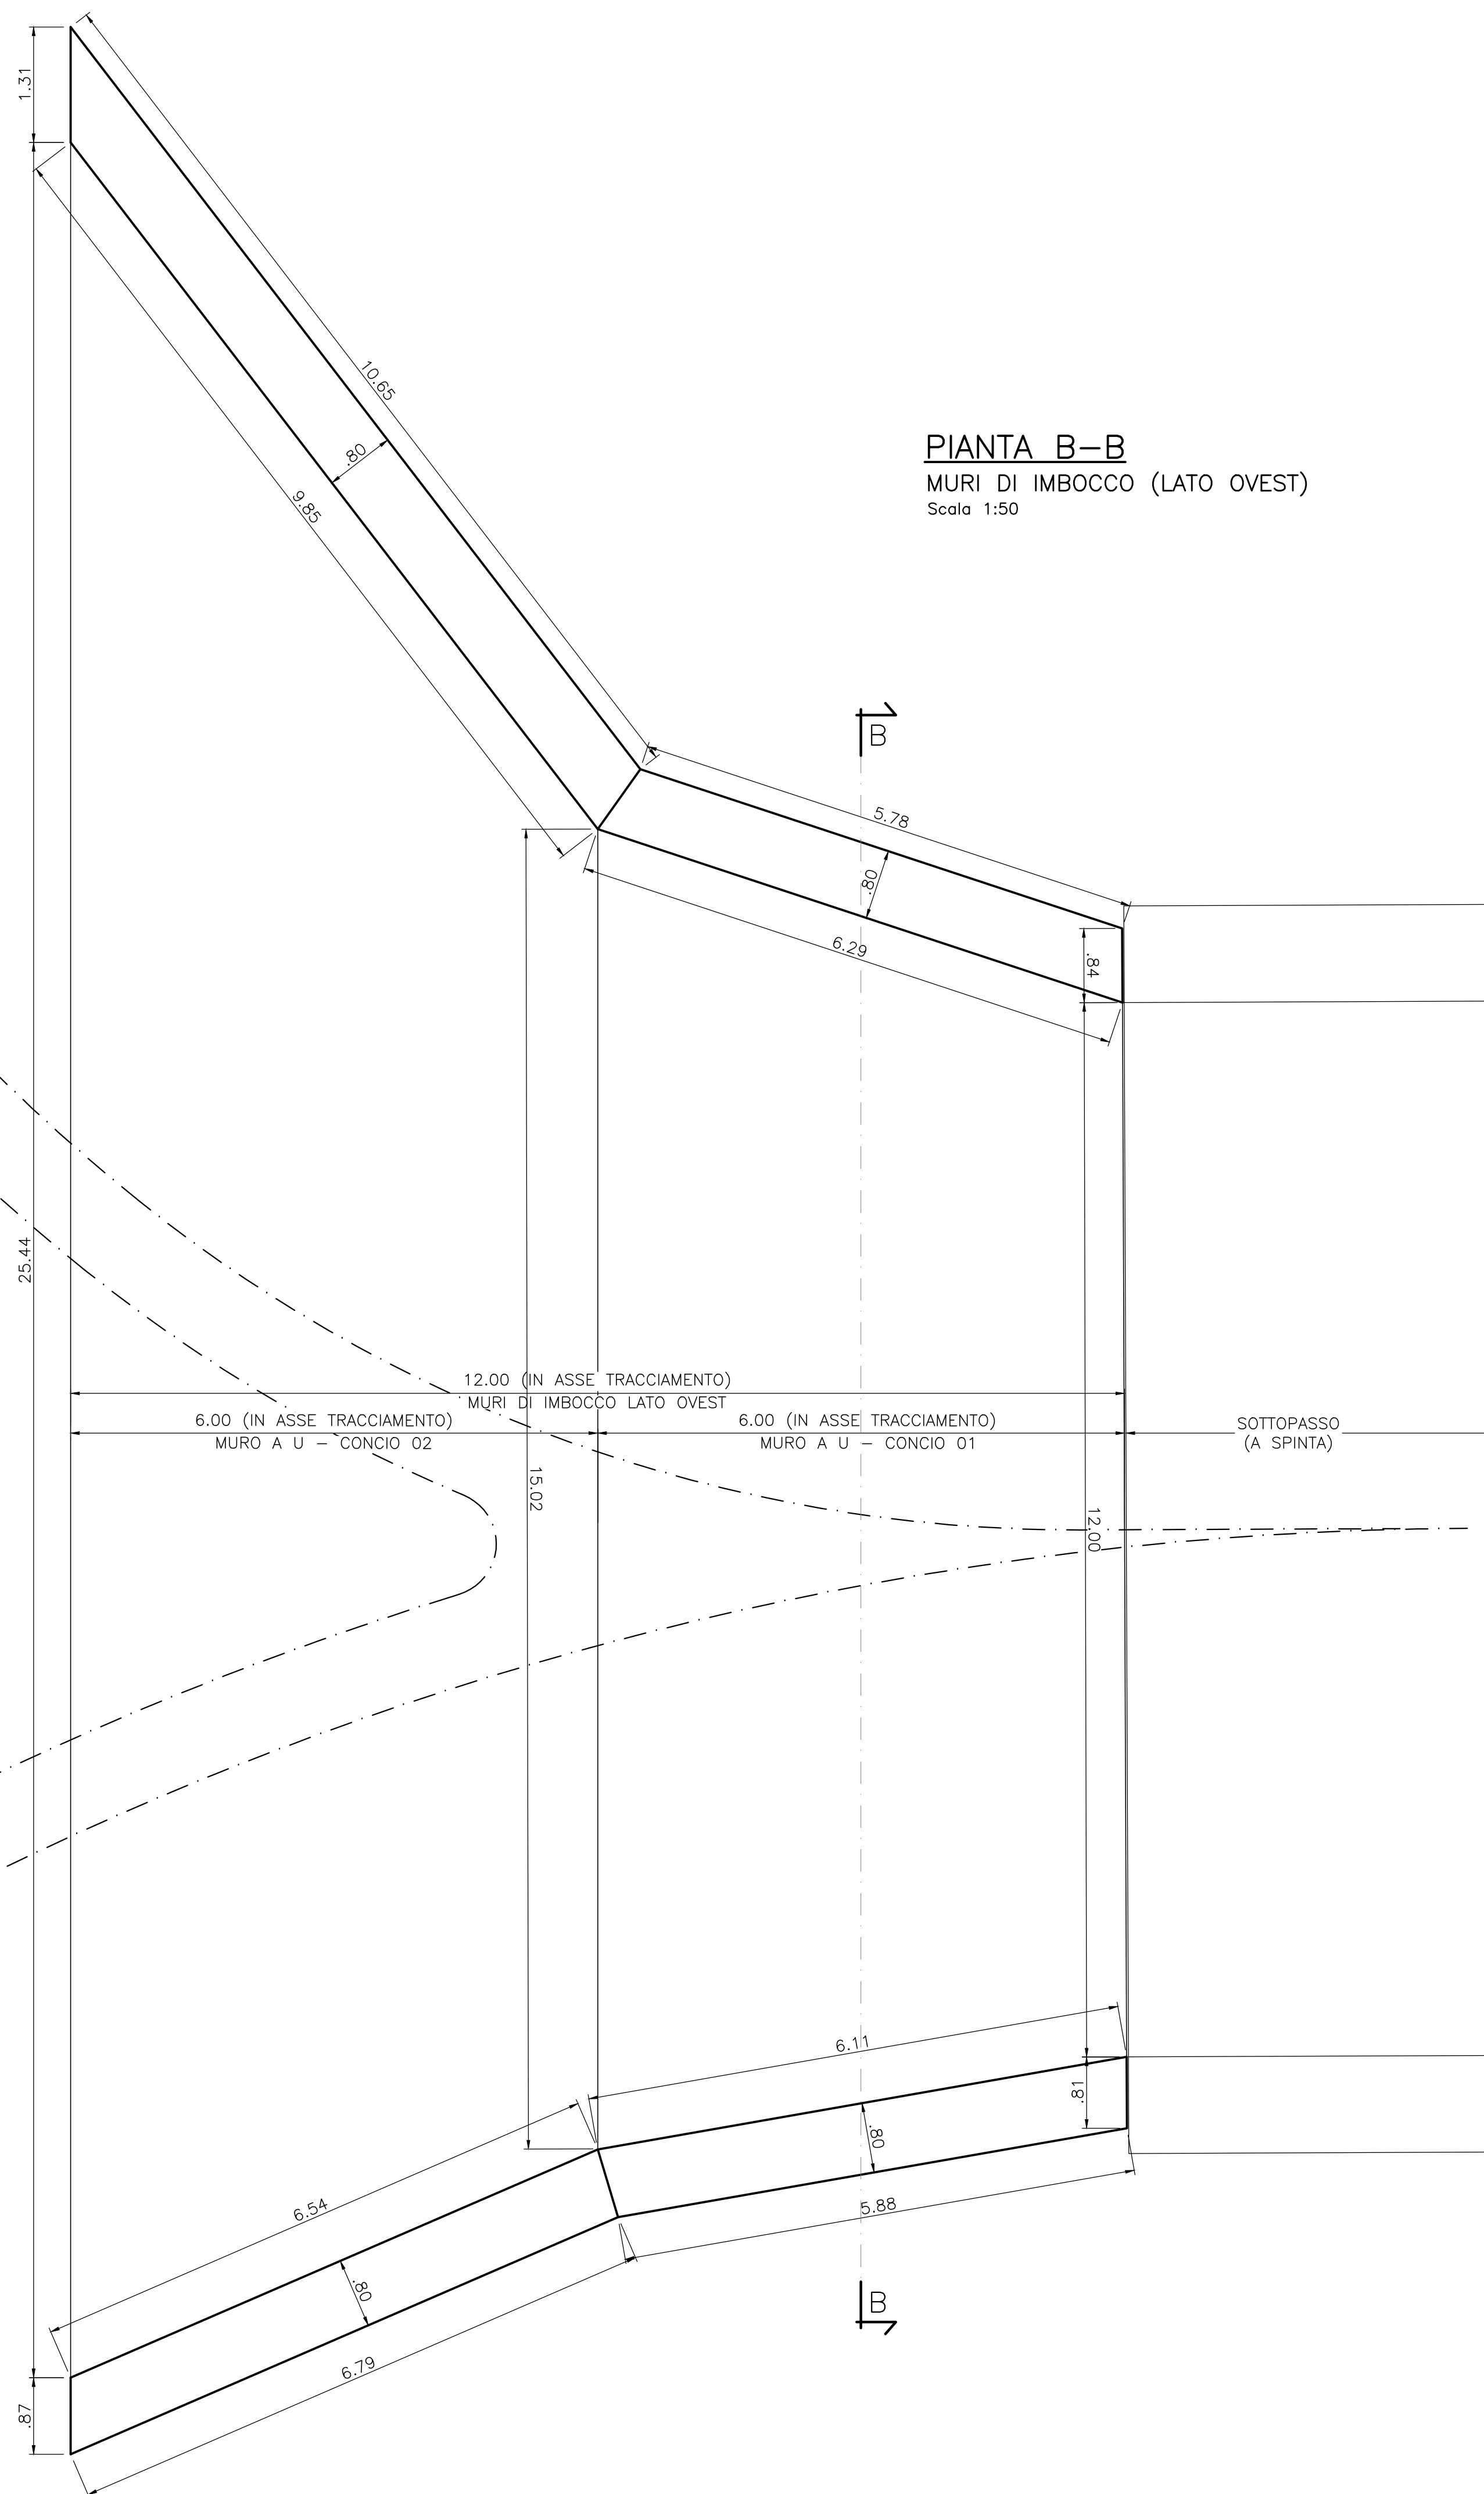 1.31
10.65
.80
9.85
PIANTA B-B
MURI DI IMBOCCO (LATO OVEST)
Scala 1:50
B
5.78
.80
6.29
.84
25.44
12.00 (IN ASSE TRACCIAMENTO)
MURI DI IMBOCCO LATO OVEST
6.00 (IN ASSE TRACCIAMENTO)
MURO A U - CONCIO 02
6.00 (IN ASSE TRACCIAMENTO)
MURO A U - CONCIO 01
SOTTOPASSO
(A SPINTA)
15.02
12.00
6.11
.81
.80
6.54
5.88
.80
B
6.79
.87